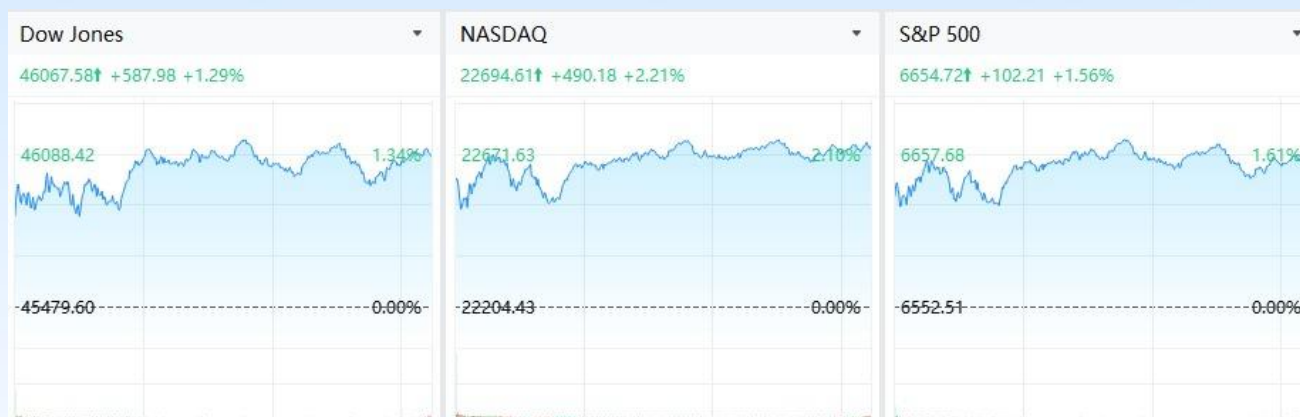 Dow Jones
46067.58↑ +587.98 +1.29%
46088.42 1.34%
45479.60 0.00%
NASDAQ
22694.61↑ +490.18 +2.21%
22671.63 2.10%
22204.43 0.00%
S&P 500
6654.72↑ +102.21 +1.56%
6657.68 1.61%
6552.51 0.00%